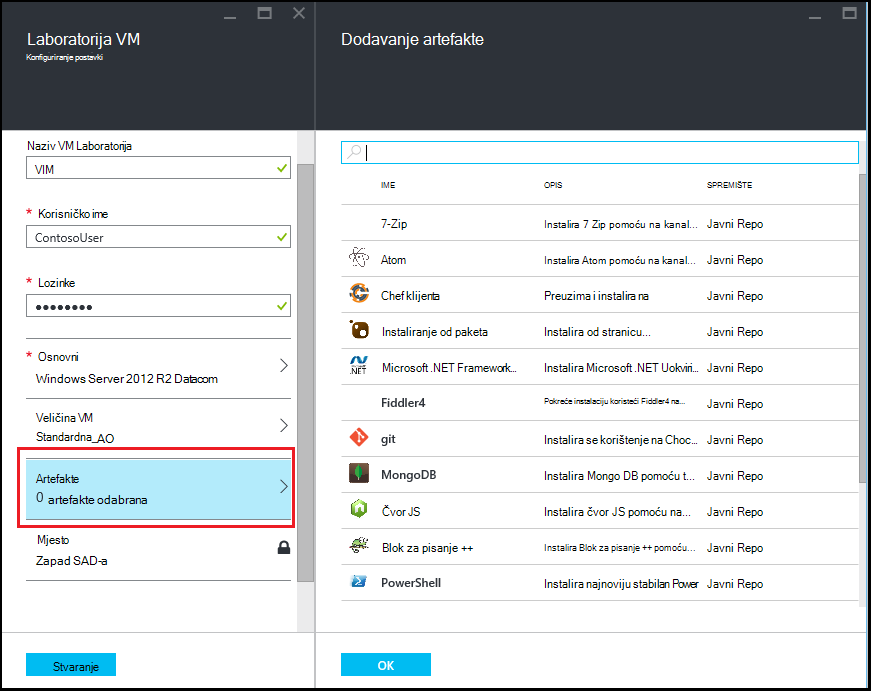 Laboratorija VM
Konfiguriranje postavki
Naziv VM Laboratorija
VIM
* Korisničko ime
ContosoUser
* Lozinke
●●●●●●●●
* Osnovni
Windows Server 2012 R2 Datacom
Veličina VM
Standardna_AO
Artefakte
0 artefakte odabrana
Mjesto
Zapad SAD-a
Stvaranje
Dodavanje artefakte
IME OPIS SPREMIŠTE
7-Zip Instalira 7 Zip pomoću na kanal... Javni Repo
Atom Instalira Atom pomoću na kanal... Javni Repo
Chef klijenta Preuzima i instalira na Javni Repo
Instaliranje od paketa Instalira od stranicu... Javni Repo
.NET Microsoft .NET Framework... Instalira Microsoft .NET Uokviri... Javni Repo
Fiddler4 Pokreće instalaciju koristeći Fiddler4 na... Javni Repo
git Instalira se korištenje na Choc... Javni Repo
MongoDB Instalira Mongo DB pomoću t... Javni Repo
Čvor JS Instalira čvor JS pomoću na... Javni Repo
Blok za pisanje ++ Instalira Blok za pisanje ++ pomoću... Javni Repo
PowerShell Instalira najnoviju stabilan Power Javni Repo
OK